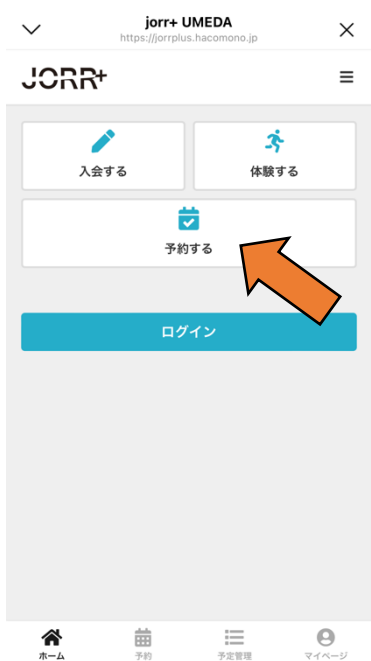 jorr+ UMEDA
https://jorrplus.hacomono.jp
JORR+
入会する
体験する
予約する
ログイン
ホーム
予約
予定管理
マイページ